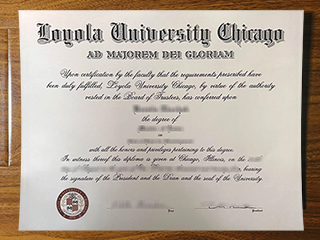 Loyola University Chicago
AD MAJOREM DEI GLORIAM
Upon certification by the faculty that the requirements prescribed have
been duly fulfilled, Loyola University Chicago, by virtue of the authority
vested in the Board of Trustees, has conferred upon
the degree of
with all the honors and privileges pertaining to this degree.
In witness thereof this diploma is given at Chicago, Illinois, on the
bearing
the signature of the President and the Dean and the seal of the University.
Dean
President